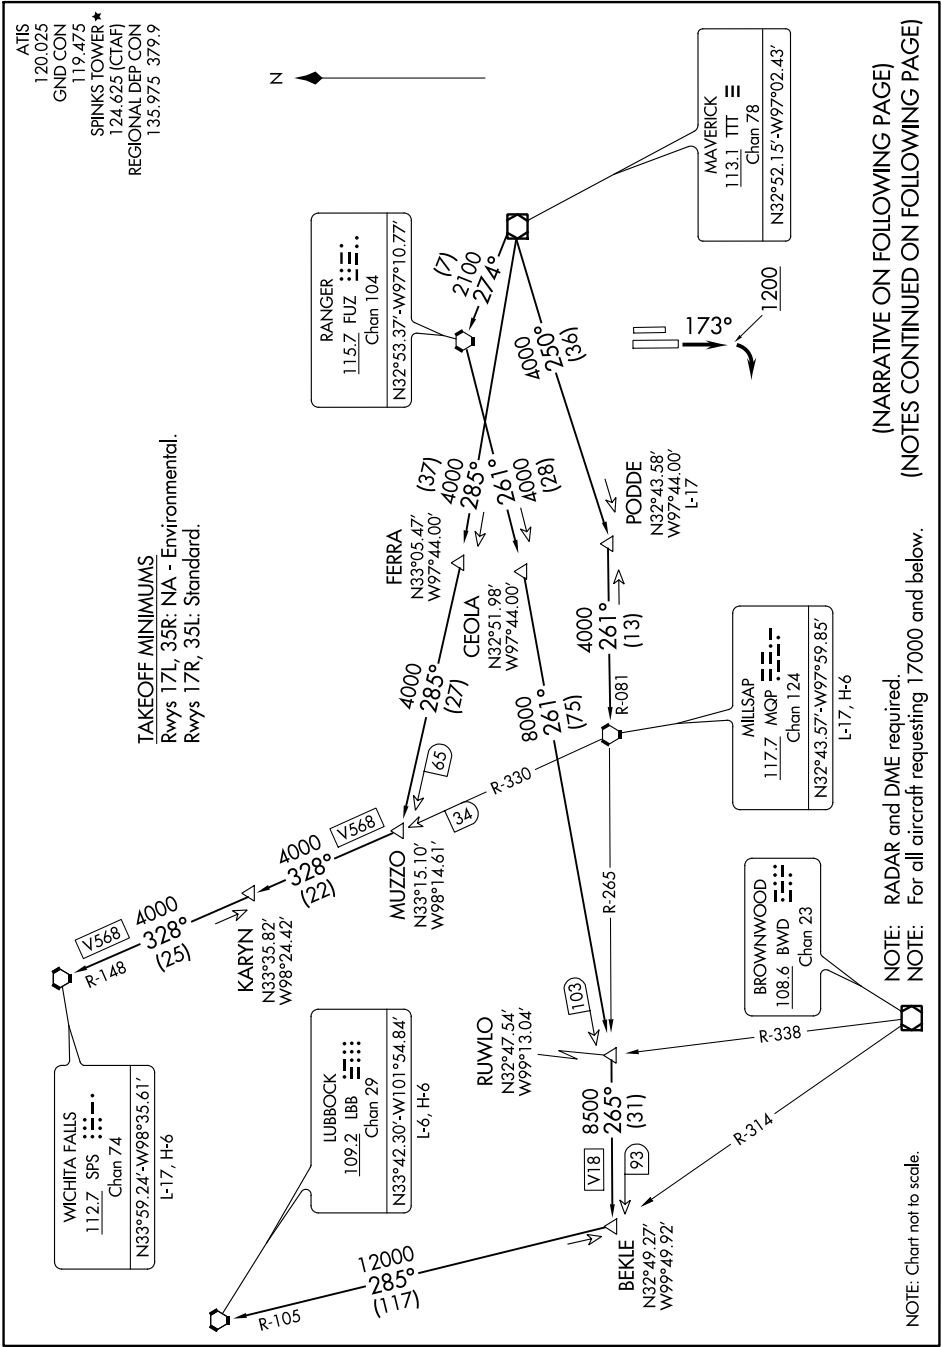 ATIS
120.025
GND CON
119.475
SPINKS TOWER★
124.625 (CTAF)
REGIONAL DEP CON
135.975 379.9
N
TAKEOFF MINIMUMS
Rwys 17L, 35R: NA - Environmental.
Rwys 17R, 35L: Standard.
WICHITA FALLS
112.7 SPS
Chan 74
N33°59.24′-W98°35.61′
L-17, H-6
R-148
V568
4000
328°
(25)
KARYN
N33°35.82′
W98°24.42′
4000
328°
(22)
V568
MUZZO
N33°15.10′
W98°14.61′
65
34
R-330
4000
285°
(27)
FERRA
N33°05.47′
W97°44.00′
(37)
4000
285°
RANGER
115.7 FUZ
Chan 104
N32°53.37′-W97°10.77′
(7)
2100
274°
MAVERICK
113.1 TTT
Chan 78
N32°52.15′-W97°02.43′
261°
4000
(28)
CEOLA
N32°51.98′
W97°44.00′
8000
261°
(75)
4000
250°
(36)
PODDE
N32°43.58′
W97°44.00′
L-17
4000
261°
(13)
R-081
MILLSAP
117.7 MQP
Chan 124
N32°43.57′-W97°59.85′
L-17, H-6
R-265
173°
1200
LUBBOCK
109.2 LBB
Chan 29
N33°42.30′-W101°54.84′
L-6, H-6
R-105
12000
285°
(117)
BEKLE
N32°49.27′
W99°49.92′
V18
93
8500
265°
(31)
RUWLO
N32°47.54′
W99°13.04′
103
R-338
R-314
BROWNWOOD
108.6 BWD
Chan 23
NOTE: RADAR and DME required.
NOTE: For all aircraft requesting 17000 and below.
(NARRATIVE ON FOLLOWING PAGE)
(NOTES CONTINUED ON FOLLOWING PAGE)
NOTE: Chart not to scale.